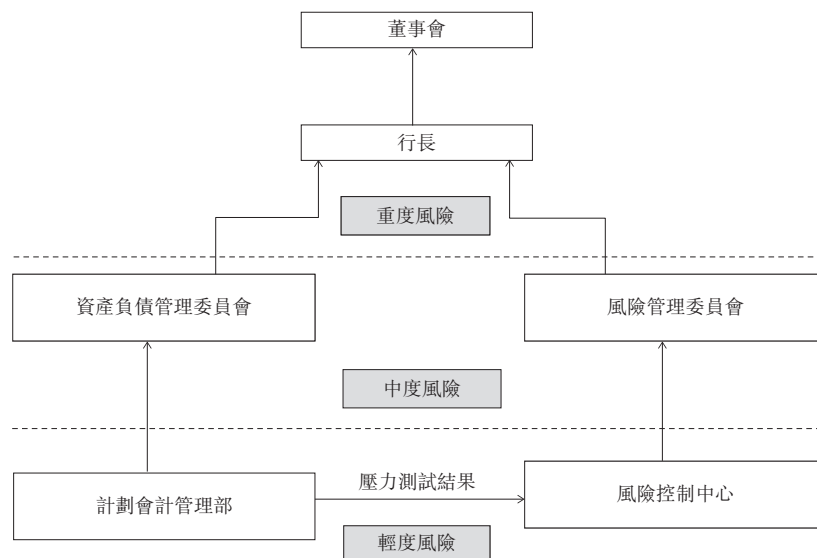 董事會
行長
重度風險
資產負債管理委員會
風險管理委員會
中度風險
計劃會計管理部
壓力測試結果
風險控制中心
輕度風險